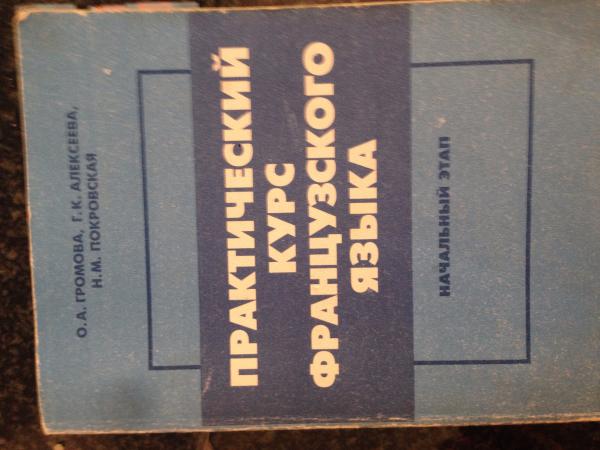 О.А. ГРОМОВА, Г.К. АЛЕКСЕЕВА,
Н.М. ПОКРОВСКАЯ
ПРАКТИЧЕСКИЙ
КУРС
ФРАНЦУЗСКОГО
ЯЗЫКА
НАЧАЛЬНЫЙ ЭТАП